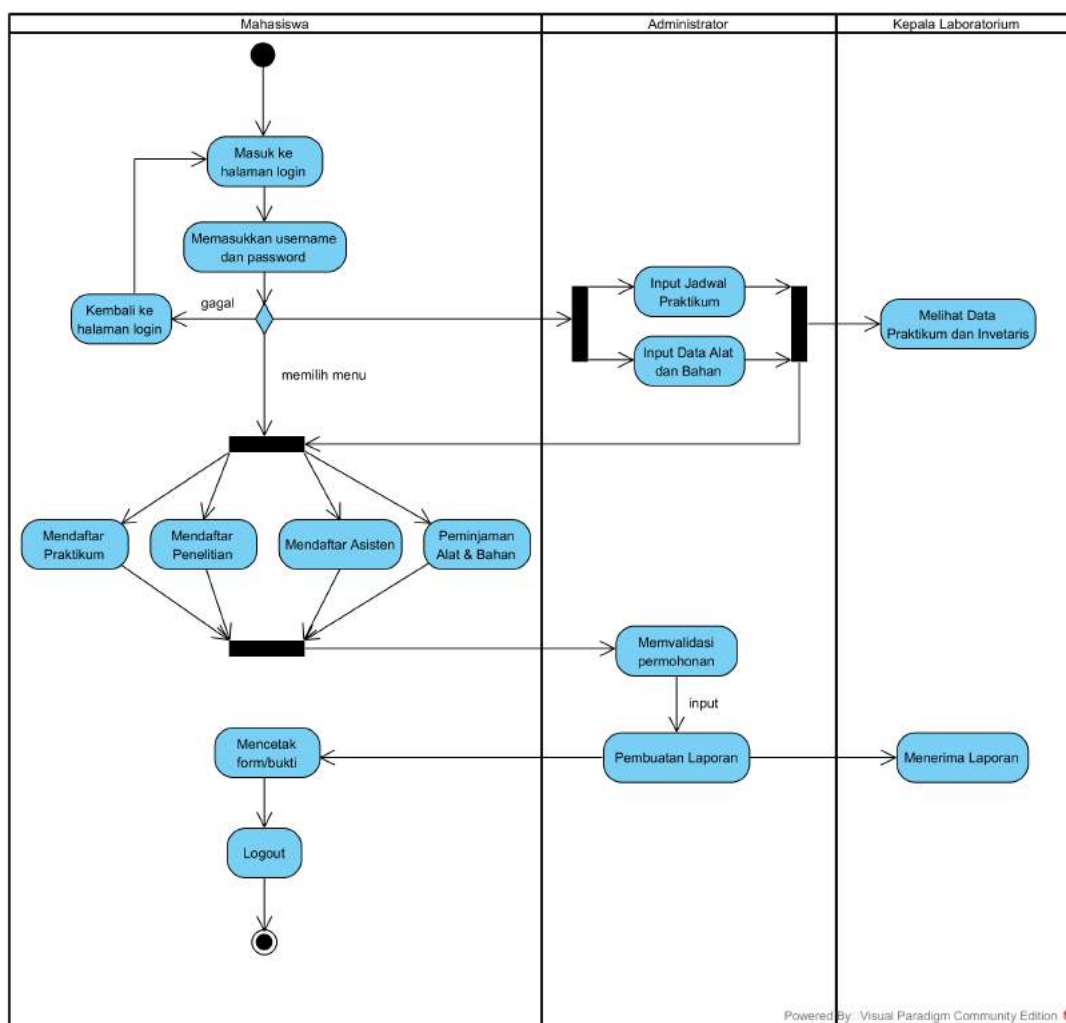 Mahasiswa
Administrator
Kepala Laboratorium
Masuk ke
halaman login
Memasukkan username
dan password
gagal
Kembali ke
halaman login
Input Jadwal
Praktikum
Input Data Alat
dan Bahan
Melihat Data
Praktikum dan Invetaris
memilih menu
Mendaftar
Praktikum
Mendaftar
Penelitian
Mendaftar Asisten
Peminjaman
Alat & Bahan
Memvalidasi
permohonan
input
Mencetak
form/bukti
Pembuatan Laporan
Menerima Laporan
Logout
Powered By: Visual Paradigm Community Edition